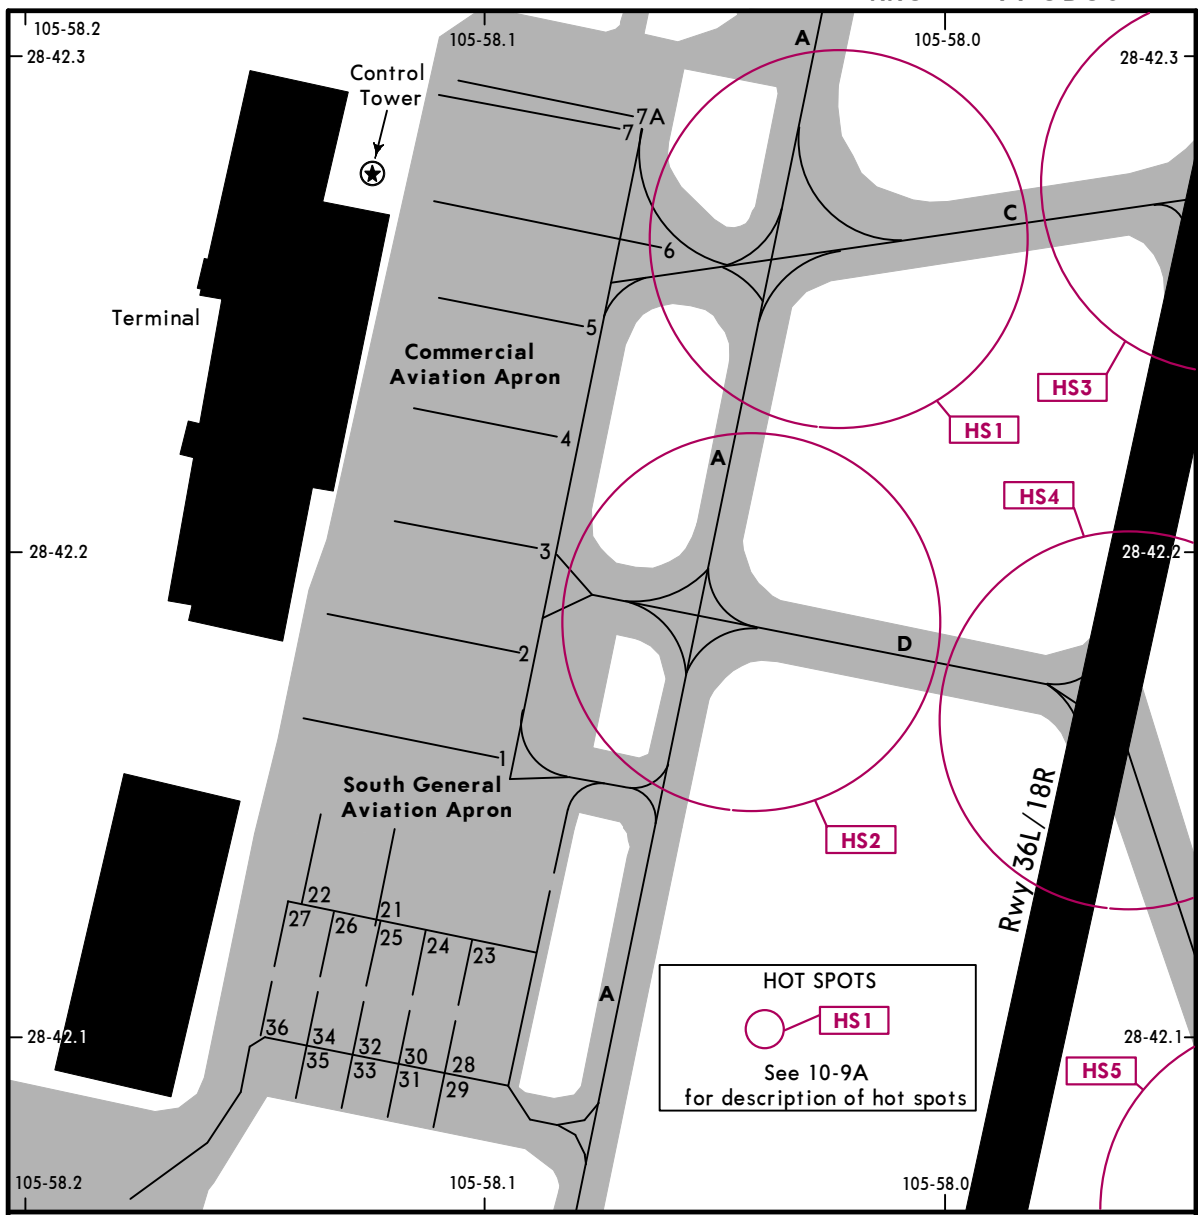 105-58.2
105-58.1
105-58.0
28-42.3
28-42.3
A
Control
Tower
7A
7
C
6
Terminal
5
Commercial
Aviation Apron
HS3
HS1
4
A
HS4
3
28-42.2
28-42.2
D
2
1
South General
Aviation Apron
HS2
Rwy 36L/18R
22
21
27
26
25
24
23
A
HOT SPOTS
HS1
See 10-9A
for description of hot spots
36
34
32
30
28
35
33
31
29
28-42.1
28-42.1
HS5
105-58.2
105-58.1
105-58.0